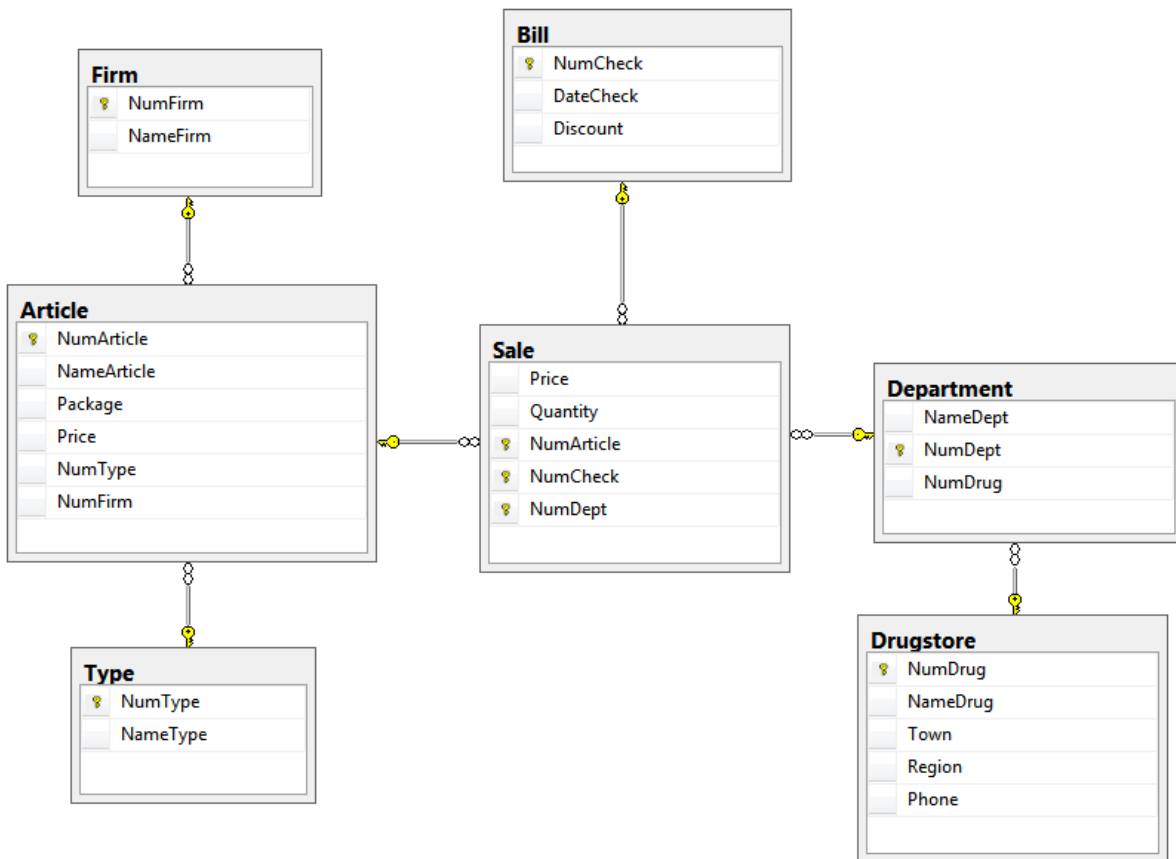 Firm
NumFirm
NameFirm
Bill
NumCheck
DateCheck
Discount
Article
NumArticle
NameArticle
Package
Price
NumType
NumFirm
Sale
Price
Quantity
NumArticle
NumCheck
NumDept
Department
NameDept
NumDept
NumDrug
Type
NumType
NameType
Drugstore
NumDrug
NameDrug
Town
Region
Phone